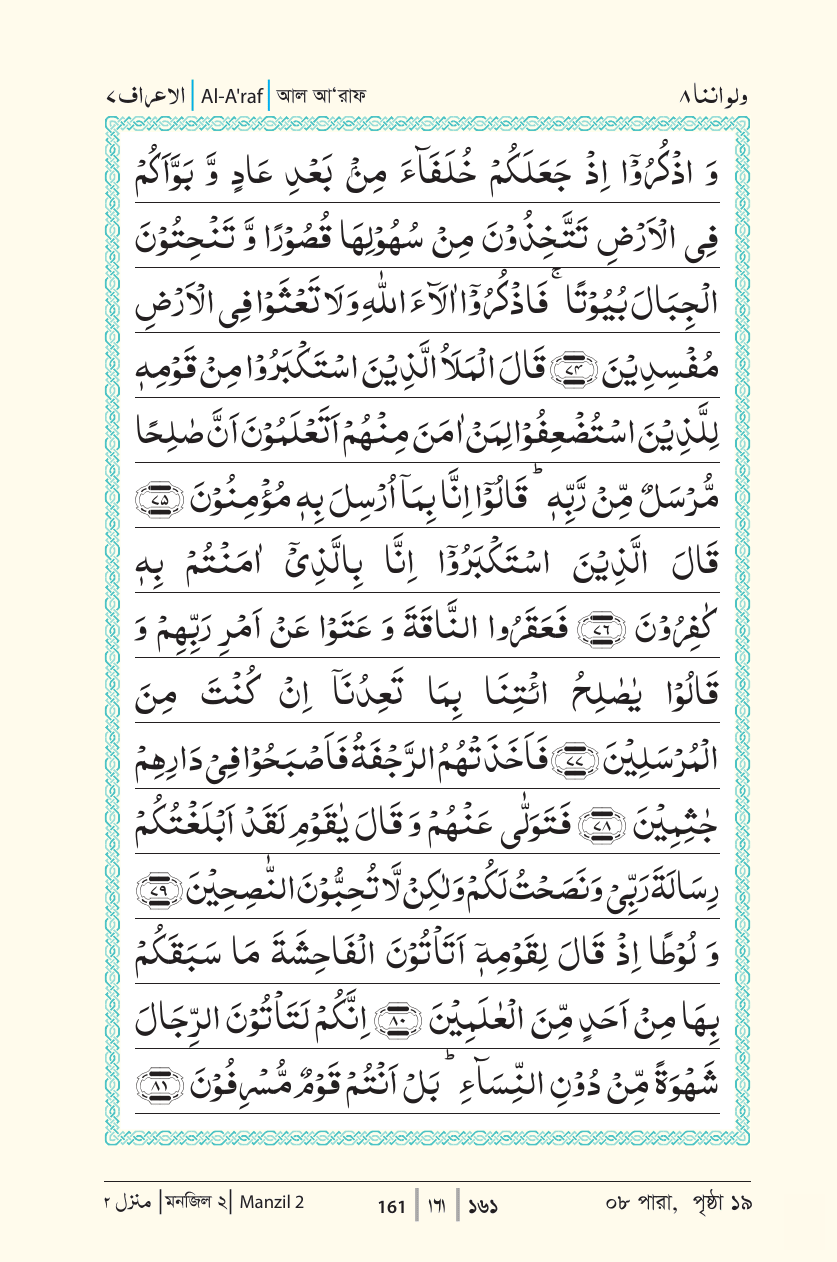 ولواننا ٨
الاعراف ٧ | Al-A'raf | আল আ‘রাফ
وَ اذْكُرُوْۤا اِذْ جَعَلَكُمْ خُلَفَآءَ مِنْۢ بَعْدِ عَادٍ وَّ بَوَّاَكُمْ
فِی الْاَرْضِ تَتَّخِذُوْنَ مِنْ سُهُوْلِهَا قُصُوْرًا وَّ تَنْحِتُوْنَ
الْجِبَالَ بُیُوْتًا ۚ فَاذْكُرُوْۤا اٰلَآءَ اللّٰهِ وَ لَا تَعْثَوْا فِی الْاَرْضِ
مُفْسِدِیْنَ ﴿۷۴﴾ قَالَ الْمَلَاُ الَّذِیْنَ اسْتَكْبَرُوْا مِنْ قَوْمِهٖ
لِلَّذِیْنَ اسْتُضْعِفُوْا لِمَنْ اٰمَنَ مِنْهُمْ اَتَعْلَمُوْنَ اَنَّ صٰلِحًا
مُّرْسَلٌ مِّنْ رَّبِّهٖ ؕ قَالُوْۤا اِنَّا بِمَاۤ اُرْسِلَ بِهٖ مُؤْمِنُوْنَ ﴿۷۵﴾
قَالَ الَّذِیْنَ اسْتَكْبَرُوْۤا اِنَّا بِالَّذِیْۤ اٰمَنْتُمْ بِهٖ
كٰفِرُوْنَ ﴿۷۶﴾ فَعَقَرُوا النَّاقَةَ وَ عَتَوْا عَنْ اَمْرِ رَبِّهِمْ وَ
قَالُوْا یٰصٰلِحُ ائْتِنَا بِمَا تَعِدُنَاۤ اِنْ كُنْتَ مِنَ
الْمُرْسَلِیْنَ ﴿۷۷﴾ فَاَخَذَتْهُمُ الرَّجْفَةُ فَاَصْبَحُوْا فِیْ دَارِهِمْ
جٰثِمِیْنَ ﴿۷۸﴾ فَتَوَلّٰی عَنْهُمْ وَ قَالَ یٰقَوْمِ لَقَدْ اَبْلَغْتُكُمْ
رِسَالَةَ رَبِّیْ وَ نَصَحْتُ لَكُمْ وَ لٰكِنْ لَّا تُحِبُّوْنَ النّٰصِحِیْنَ ﴿۷۹﴾
وَ لُوْطًا اِذْ قَالَ لِقَوْمِهٖۤ اَتَاْتُوْنَ الْفَاحِشَةَ مَا سَبَقَكُمْ
بِهَا مِنْ اَحَدٍ مِّنَ الْعٰلَمِیْنَ ﴿۸۰﴾ اِنَّكُمْ لَتَاْتُوْنَ الرِّجَالَ
شَهْوَةً مِّنْ دُوْنِ النِّسَآءِ ؕ بَلْ اَنْتُمْ قَوْمٌ مُّسْرِفُوْنَ ﴿۸۱﴾
منزل ٢ | মনজিল ২ | Manzil 2
161 | ١٦١ | ১৬১
০৮ পারা, পৃষ্ঠা ১৯